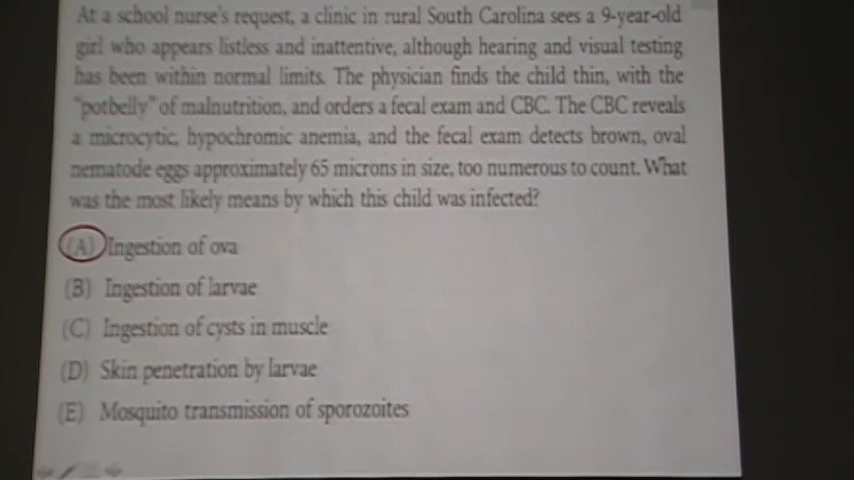 At a school nurse's request, a clinic in rural South Carolina sees a 9-year-old
girl who appears listless and inattentive, although hearing and visual testing
has been within normal limits. The physician finds the child thin, with the
"potbelly" of malnutrition, and orders a fecal exam and CBC. The CBC reveals
a microcytic, hypochromic anemia, and the fecal exam detects brown, oval
nematode eggs approximately 65 microns in size, too numerous to count. What
was the most likely means by which this child was infected?
(A) Ingestion of ova
(B) Ingestion of larvae
(C) Ingestion of cysts in muscle
(D) Skin penetration by larvae
(E) Mosquito transmission of sporozoites